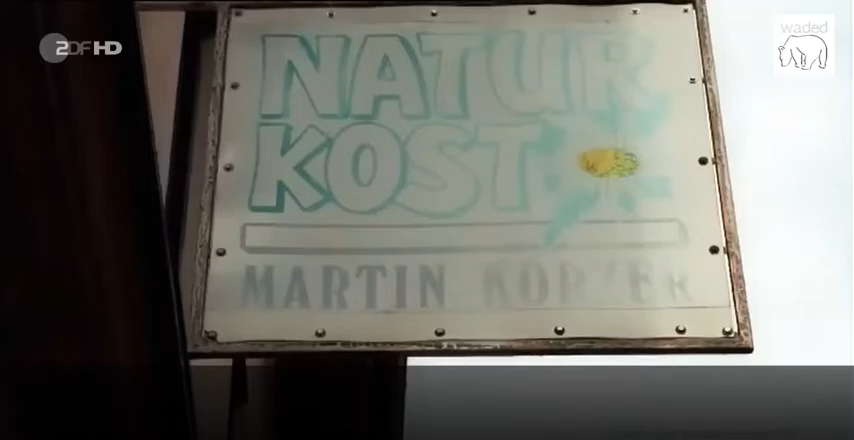 ZDF HD
waded
NATUR
KOST
MARTIN